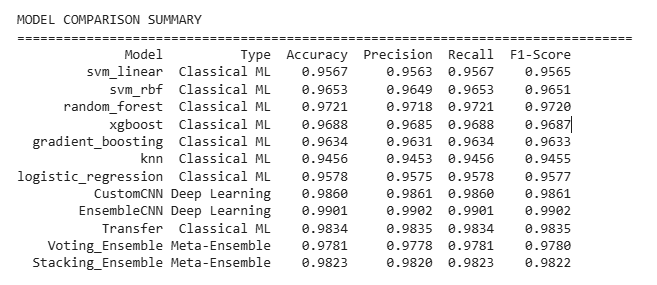 MODEL COMPARISON SUMMARY
================================================================================
Model Type Accuracy Precision Recall F1-Score
svm_linear Classical ML 0.9567 0.9563 0.9567 0.9565
svm_rbf Classical ML 0.9653 0.9649 0.9653 0.9651
random_forest Classical ML 0.9721 0.9718 0.9721 0.9720
xgboost Classical ML 0.9688 0.9685 0.9688 0.9687
gradient_boosting Classical ML 0.9634 0.9631 0.9634 0.9633
knn Classical ML 0.9456 0.9453 0.9456 0.9455
logistic_regression Classical ML 0.9578 0.9575 0.9578 0.9577
CustomCNN Deep Learning 0.9860 0.9861 0.9860 0.9861
EnsembleCNN Deep Learning 0.9901 0.9902 0.9901 0.9902
Transfer Classical ML 0.9834 0.9835 0.9834 0.9835
Voting_Ensemble Meta-Ensemble 0.9781 0.9778 0.9781 0.9780
Stacking_Ensemble Meta-Ensemble 0.9823 0.9820 0.9823 0.9822